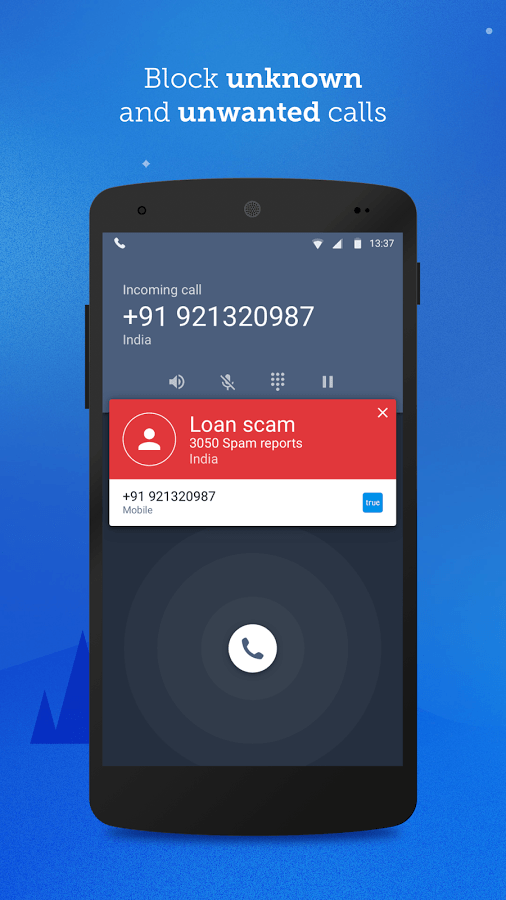 Block unknown
and unwanted calls
13:37
Incoming call
+91 921320987
India
Loan scam
3050 Spam reports
India
+91 921320987
Mobile
true